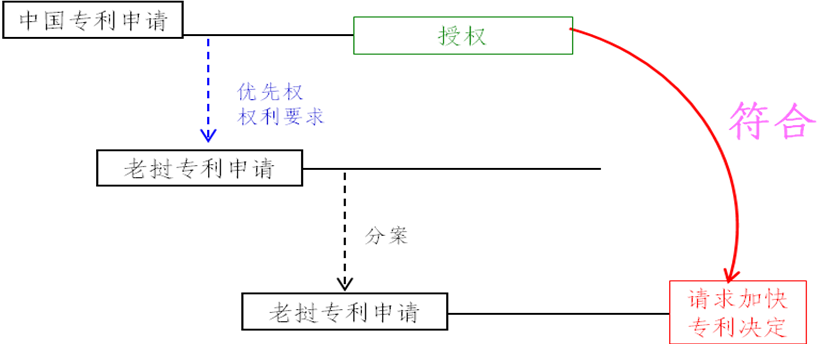 中国专利申请
授权
优先权
权利要求
符合
老挝专利申请
分案
老挝专利申请
请求加快
专利决定